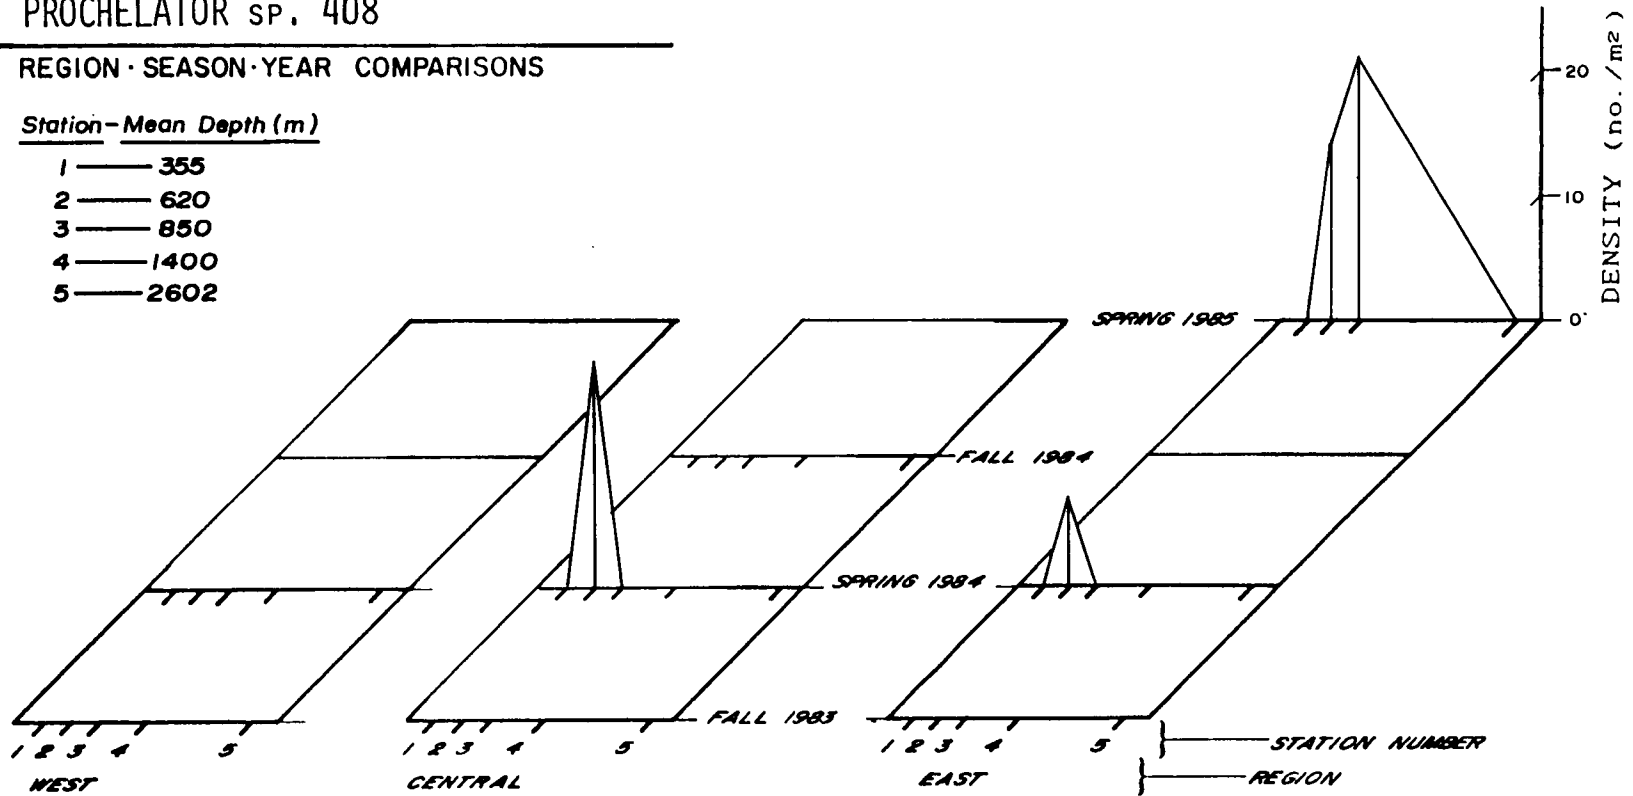 PROCHELATOR SP. 408
REGION · SEASON · YEAR COMPARISONS
Station - Mean Depth (m)
1 — 355
2 — 620
3 — 850
4 — 1400
5 — 2602
20
10
0
DENSITY (no./m²)
SPRING 1985
FALL 1984
SPRING 1984
FALL 1983
1 2 3 4 5
1 2 3 4 5
1 2 3 4 5
STATION NUMBER
WEST
CENTRAL
EAST
REGION